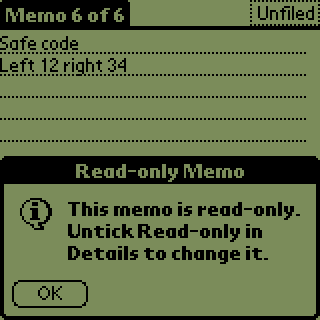 Memo 6 of 6
Unfiled
Safe code
Left 12 right 34
Read-only Memo
This memo is read-only.
Untick Read-only in
Details to change it.
OK